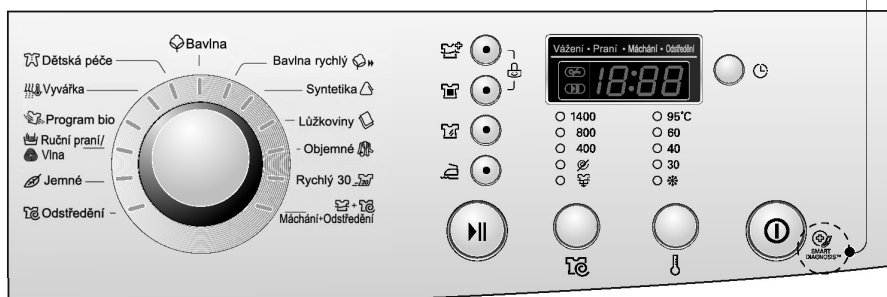 Bavlna
Dětská péče
Vyvářka
Program bio
Ruční praní/
Vlna
Jemné
Odstředění
Bavlna rychlý
Syntetika
Lůžkoviny
Objemné
Rychlý 30
30
+
Máchání+Odstředění
Vážení • Praní • Máchání • Odstředění
18:88
1400
800
400
95°C
60
40
30
SMART
DIAGNOSIS™